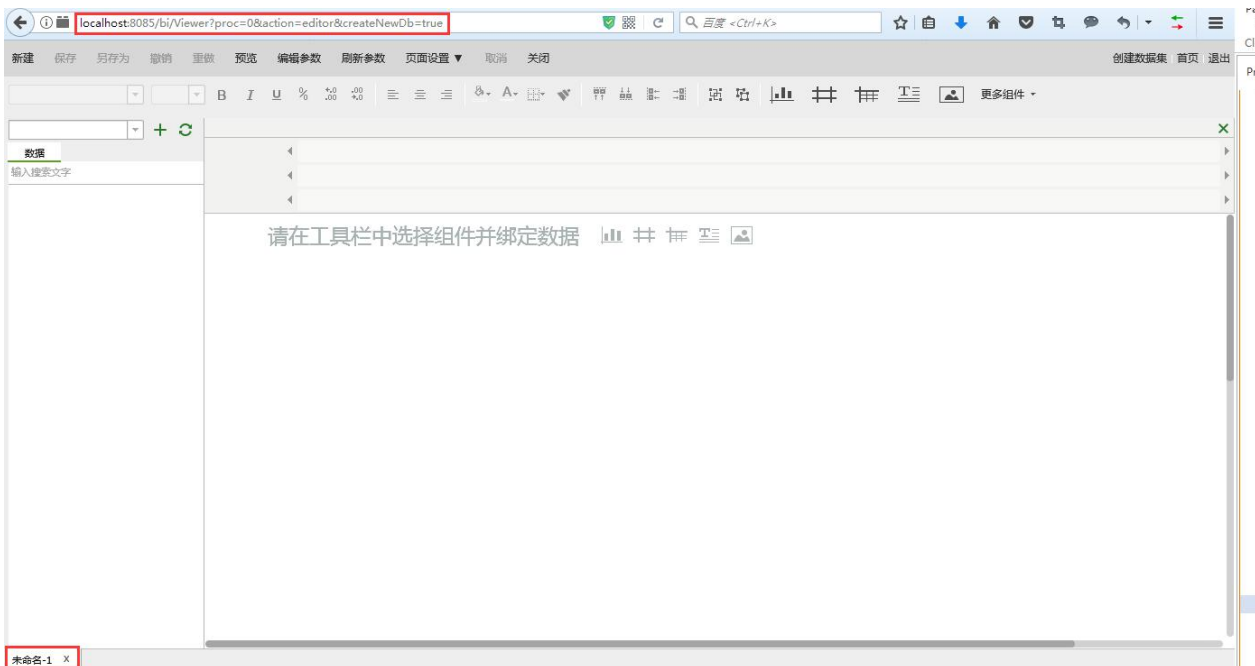 localhost:8085/bi/Viewer?proc=0&action=editor&createNewDb=true 百度 <Ctrl+K>
新建 保存 另存为 撤销 重做 预览 编辑参数 刷新参数 页面设置 ▼ 取消 关闭 创建数据集 首页 退出
B I U % 更多组件
数据
输入搜索文字
请在工具栏中选择组件并绑定数据
未命名-1 X